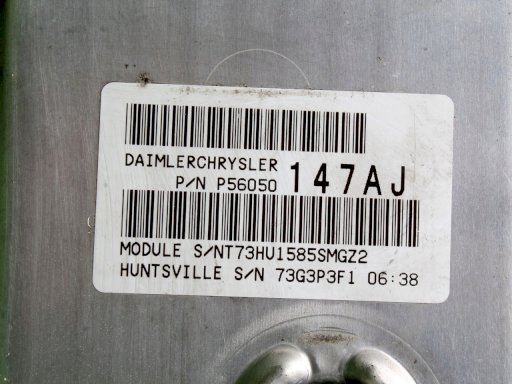 DAIMLERCHRYSLER
P/N P56050 147AJ
MODULE S/NT73HU1585SMGZ2
HUNTSVILLE S/N 73G3P3F1 06:38